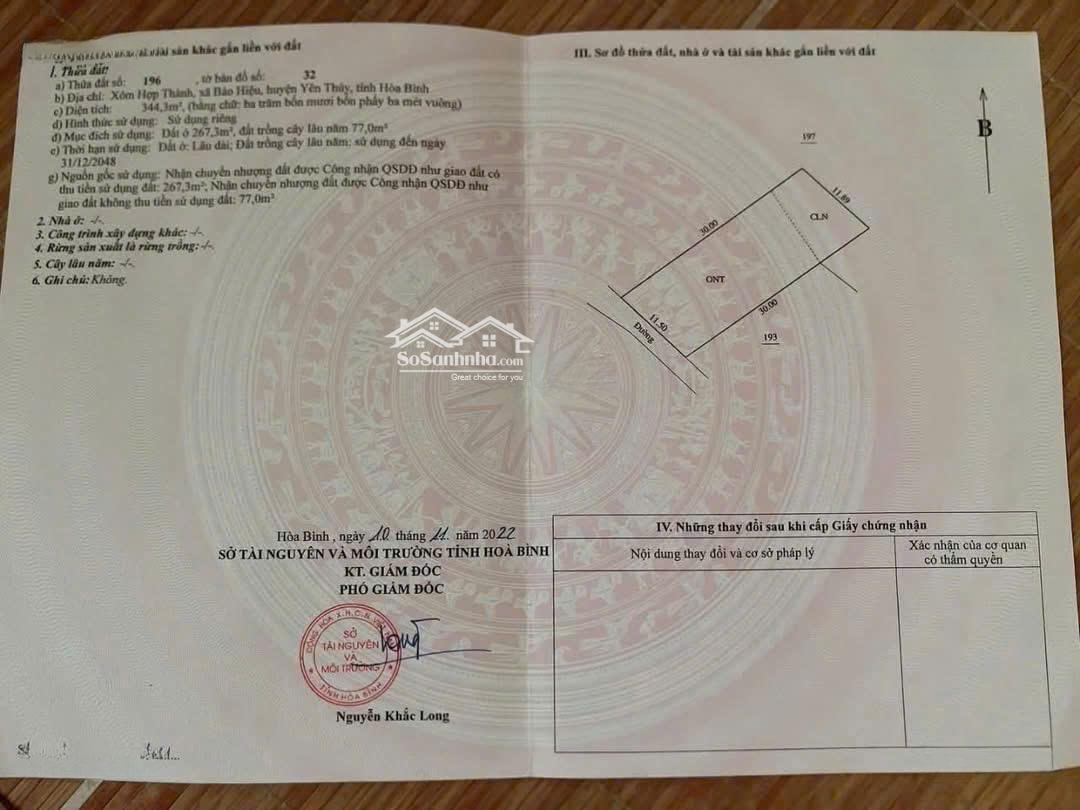 tài sản khác gắn liền với đất
1. Thửa đất:
a) Thửa đất số: 196 , tờ bản đồ số: 32
b) Địa chỉ: Xóm Hợp Thành, xã Bảo Hiệu, huyện Yên Thủy, tỉnh Hòa Bình
c) Diện tích: 344,3m², (bằng chữ: ba trăm bốn mươi bốn phẩy ba mét vuông)
d) Hình thức sử dụng: Sử dụng riêng
đ) Mục đích sử dụng: Đất ở 267,3m², đất trồng cây lâu năm 77,0m²
e) Thời hạn sử dụng: Đất ở: Lâu dài; Đất trồng cây lâu năm: sử dụng đến ngày
31/12/2048
g) Nguồn gốc sử dụng: Nhận chuyển nhượng đất được Công nhận QSDĐ như giao đất có
thu tiền sử dụng đất: 267,3m²; Nhận chuyển nhượng đất được Công nhận QSDĐ như
giao đất không thu tiền sử dụng đất: 77,0m²
2. Nhà ở: -/-.
3. Công trình xây dựng khác: -/-.
4. Rừng sản xuất là rừng trồng: -/-.
5. Cây lâu năm: -/-.
6. Ghi chú: Không.
Hòa Bình , ngày 10 tháng 11 năm 2022
SỞ TÀI NGUYÊN VÀ MÔI TRƯỜNG TỈNH HOÀ BÌNH
KT. GIÁM ĐỐC
PHÓ GIÁM ĐỐC
CỘNG HÒA X.H.C.N VIỆT
SỞ
TÀI NGUYÊN
VÀ
MÔI TRƯỜNG
TỈNH HÒA BÌNH
Nguyễn Khắc Long
III. Sơ đồ thửa đất, nhà ở và tài sản khác gắn liền với đất
B
197
11.89
CLN
30.00
ONT
30.00
11.50
Đường
193
SoSanhnha.com
Great choice for you
IV. Những thay đổi sau khi cấp Giấy chứng nhận
Nội dung thay đổi và cơ sở pháp lý
Xác nhận của cơ quan
có thẩm quyền